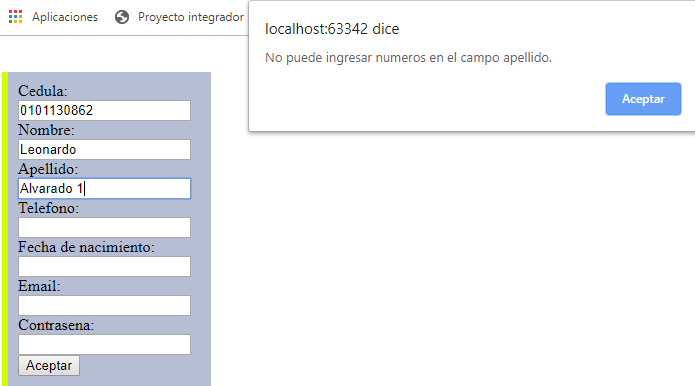 Aplicaciones
Proyecto integrador
localhost:63342 dice
No puede ingresar numeros en el campo apellido.
Aceptar
Cedula:
0101130862
Nombre:
Leonardo
Apellido:
Alvarado 1
Telefono:
Fecha de nacimiento:
Email:
Contrasena:
Aceptar